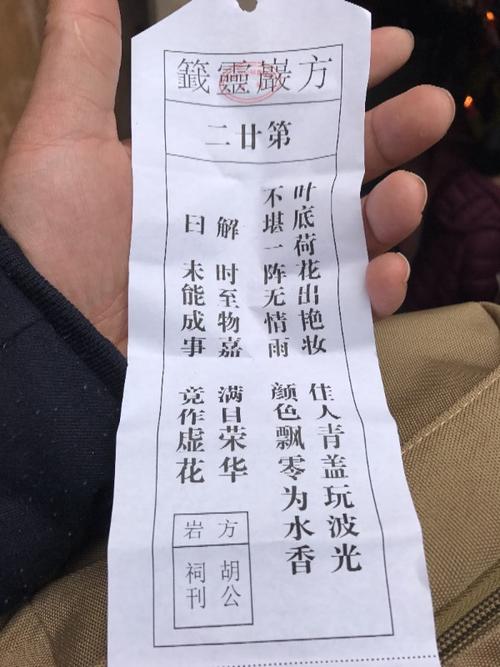 方巖靈籤
第廿二
叶底荷花出艳妆 佳人青盖玩波光
不堪一阵无情雨 颜色飘零为水香
解 时至物嘉 满目荣华
曰 未能成事 竟作虚花
方岩
胡公
祠刊